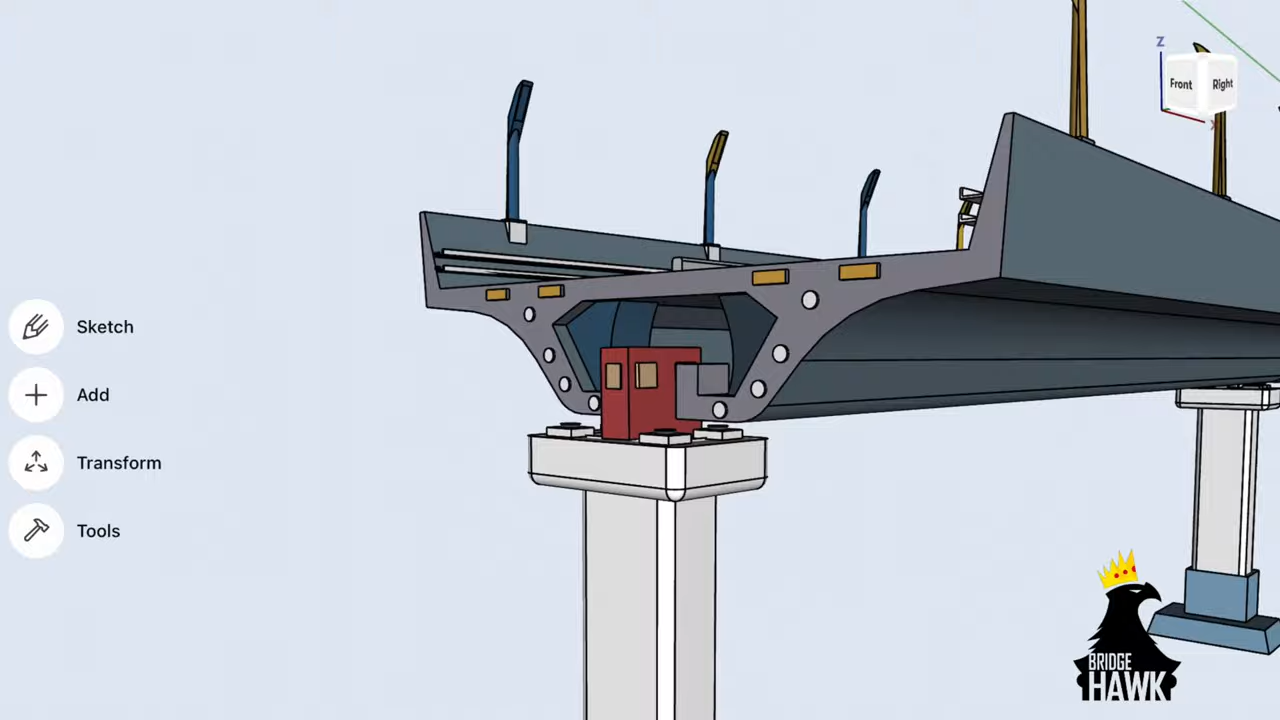 Z
Front
Right
X
Sketch
Add
Transform
Tools
BRIDGE
HAWK